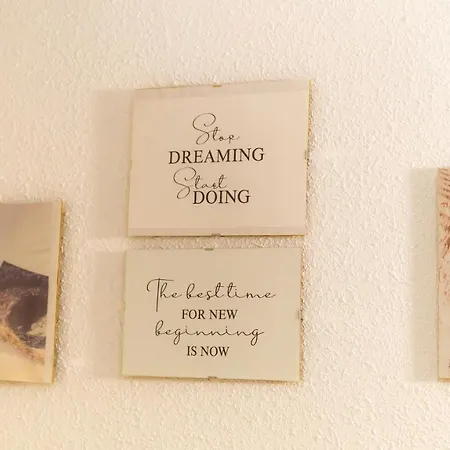 Stop
DREAMING
Start
DOING
The best time
FOR NEW
beginning
IS NOW